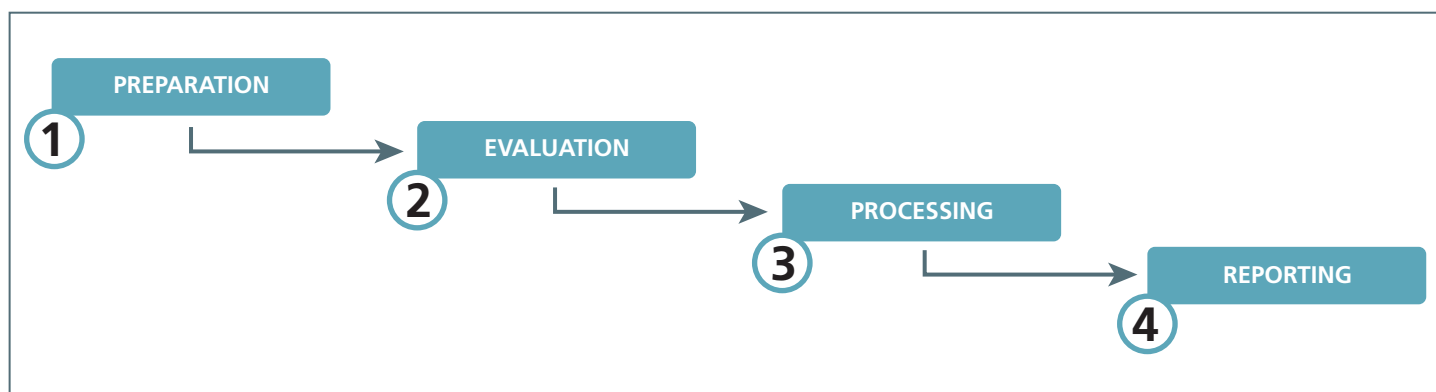 PREPARATION
1
EVALUATION
2
PROCESSING
3
REPORTING
4